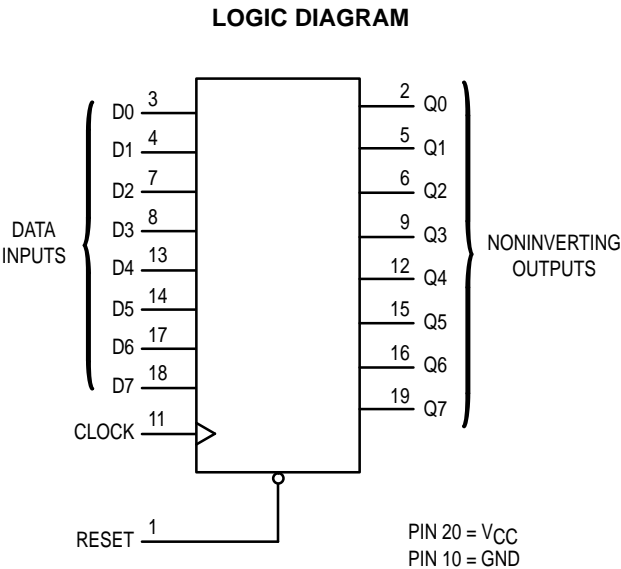 LOGIC DIAGRAM
D0 3
D1 4
D2 7
D3 8
D4 13
D5 14
D6 17
D7 18
CLOCK 11
RESET 1
DATA
INPUTS
2 Q0
5 Q1
6 Q2
9 Q3
12 Q4
15 Q5
16 Q6
19 Q7
NONINVERTING
OUTPUTS
PIN 20 = VCC
PIN 10 = GND